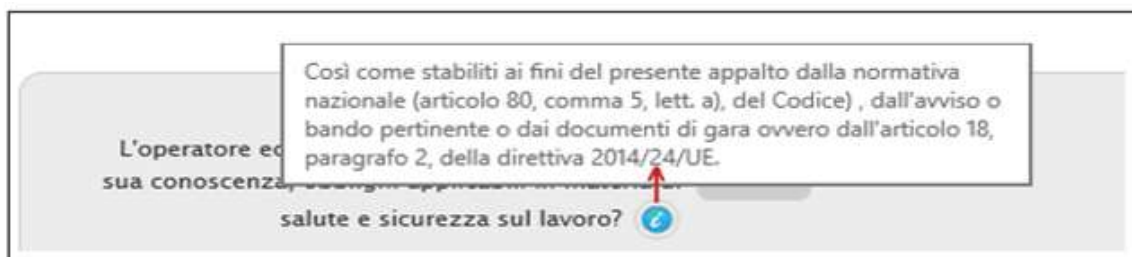 Così come stabiliti ai fini del presente appalto dalla normativa
nazionale (articolo 80, comma 5, lett. a), del Codice) , dall'avviso o
bando pertinente o dai documenti di gara ovvero dall'articolo 18,
paragrafo 2, della direttiva 2014/24/UE.
L'operatore
sua conoscenza,
salute e sicurezza sul lavoro?